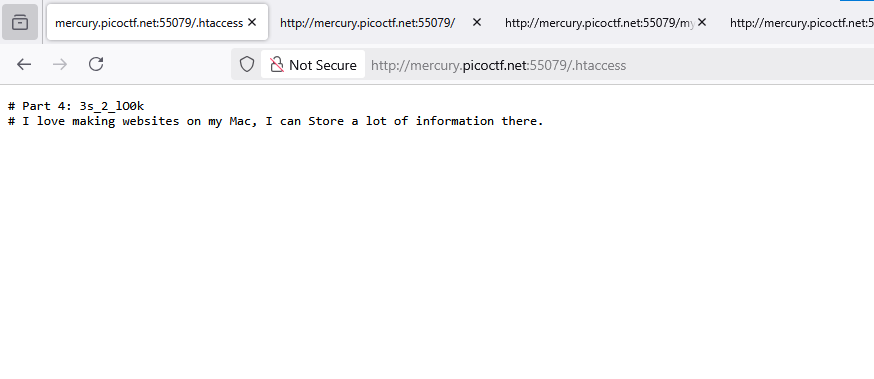 mercury.picoctf.net:55079/.htaccess
http://mercury.picoctf.net:55079/
http://mercury.picoctf.net:55079/my
http://mercury.picoctf.net:5
Not Secure
http://mercury.picoctf.net:55079/.htaccess
# Part 4: 3s_2_lO0k
# I love making websites on my Mac, I can Store a lot of information there.